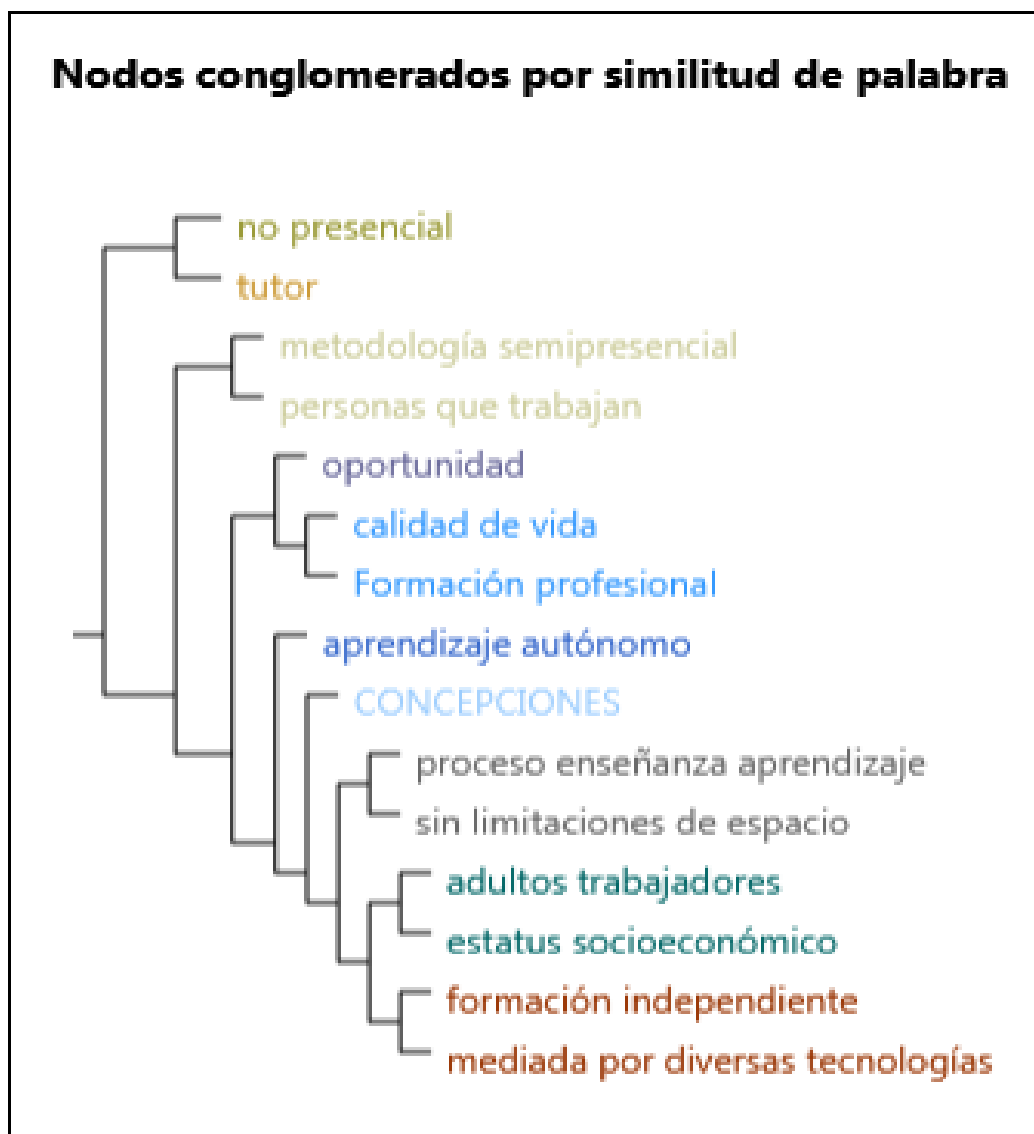 Nodos conglomerados por similitud de palabra
no presencial
tutor
metodología semipresencial
personas que trabajan
oportunidad
calidad de vida
Formación profesional
aprendizaje autónomo
CONCEPCIONES
proceso enseñanza aprendizaje
sin limitaciones de espacio
adultos trabajadores
estatus socioeconómico
formación independiente
mediada por diversas tecnologías